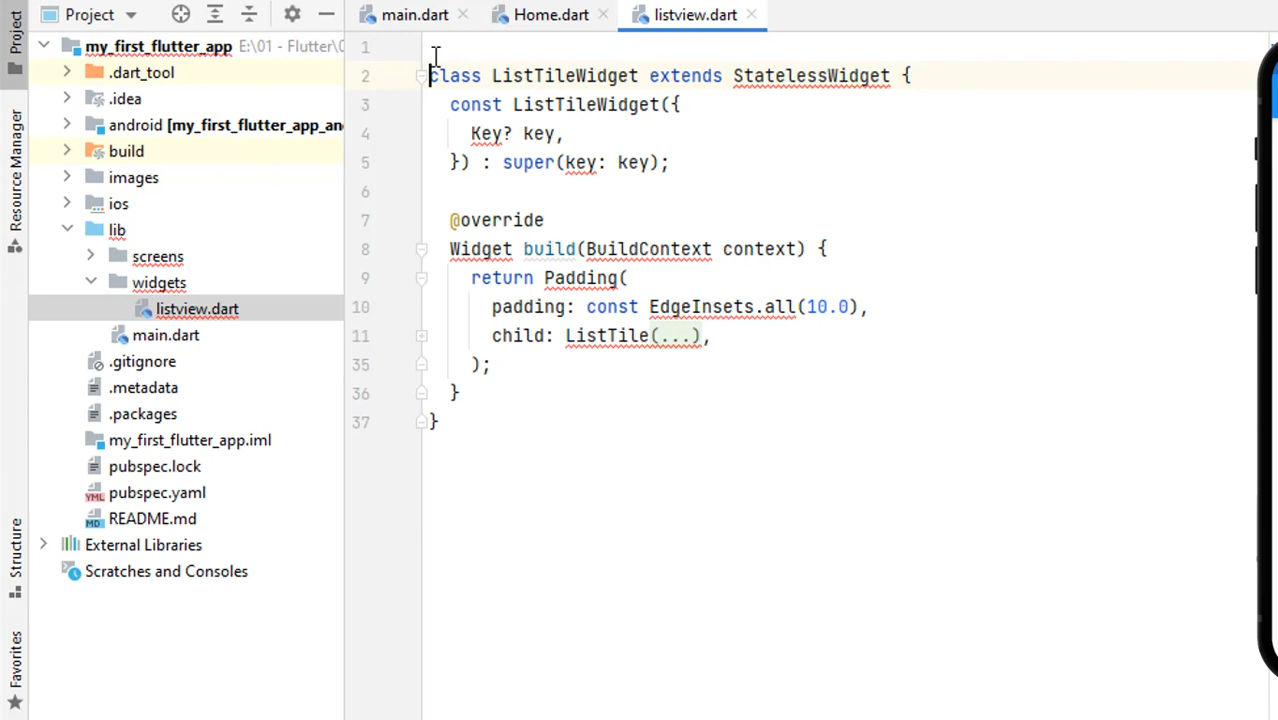 Project
main.dart
Home.dart
listview.dart
Project
Resource Manager
Structure
Favorites
my_first_flutter_app E:\01 - Flutter\0
.dart_tool
.idea
android [my_first_flutter_app_an
build
images
ios
lib
screens
widgets
listview.dart
main.dart
.gitignore
.metadata
.packages
my_first_flutter_app.iml
pubspec.lock
pubspec.yaml
README.md
External Libraries
Scratches and Consoles
1
2 class ListTileWidget extends StatelessWidget {
3 const ListTileWidget({
4 Key? key,
5 }) : super(key: key);
6
7 @override
8 Widget build(BuildContext context) {
9 return Padding(
10 padding: const EdgeInsets.all(10.0),
11 child: ListTile(...),
35 );
36 }
37 }